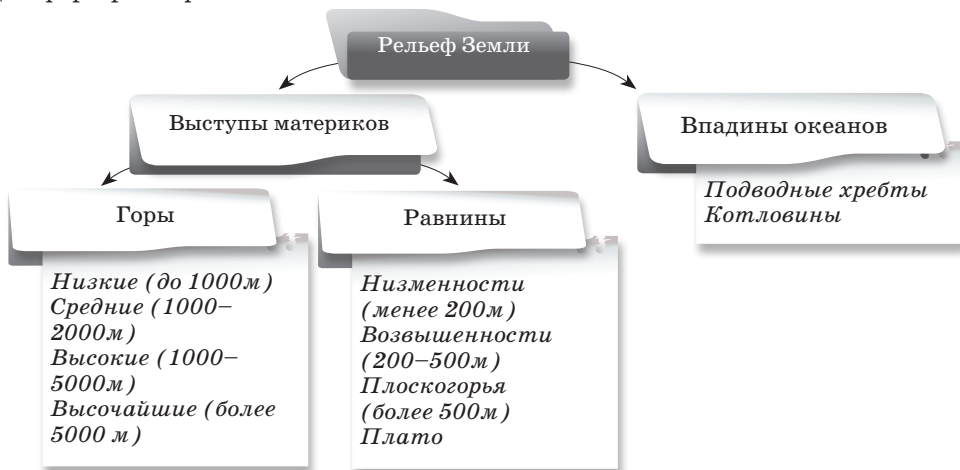 Рельеф Земли
Выступы материков
Впадины океанов
Подводные хребты
Котловины
Горы
Низкие (до 1000м)
Средние (1000–
2000м)
Высокие (1000–
5000м)
Высочайшие (более
5000 м)
Равнины
Низменности
(менее 200м)
Возвышенности
(200–500м)
Плоскогорья
(более 500м)
Плато